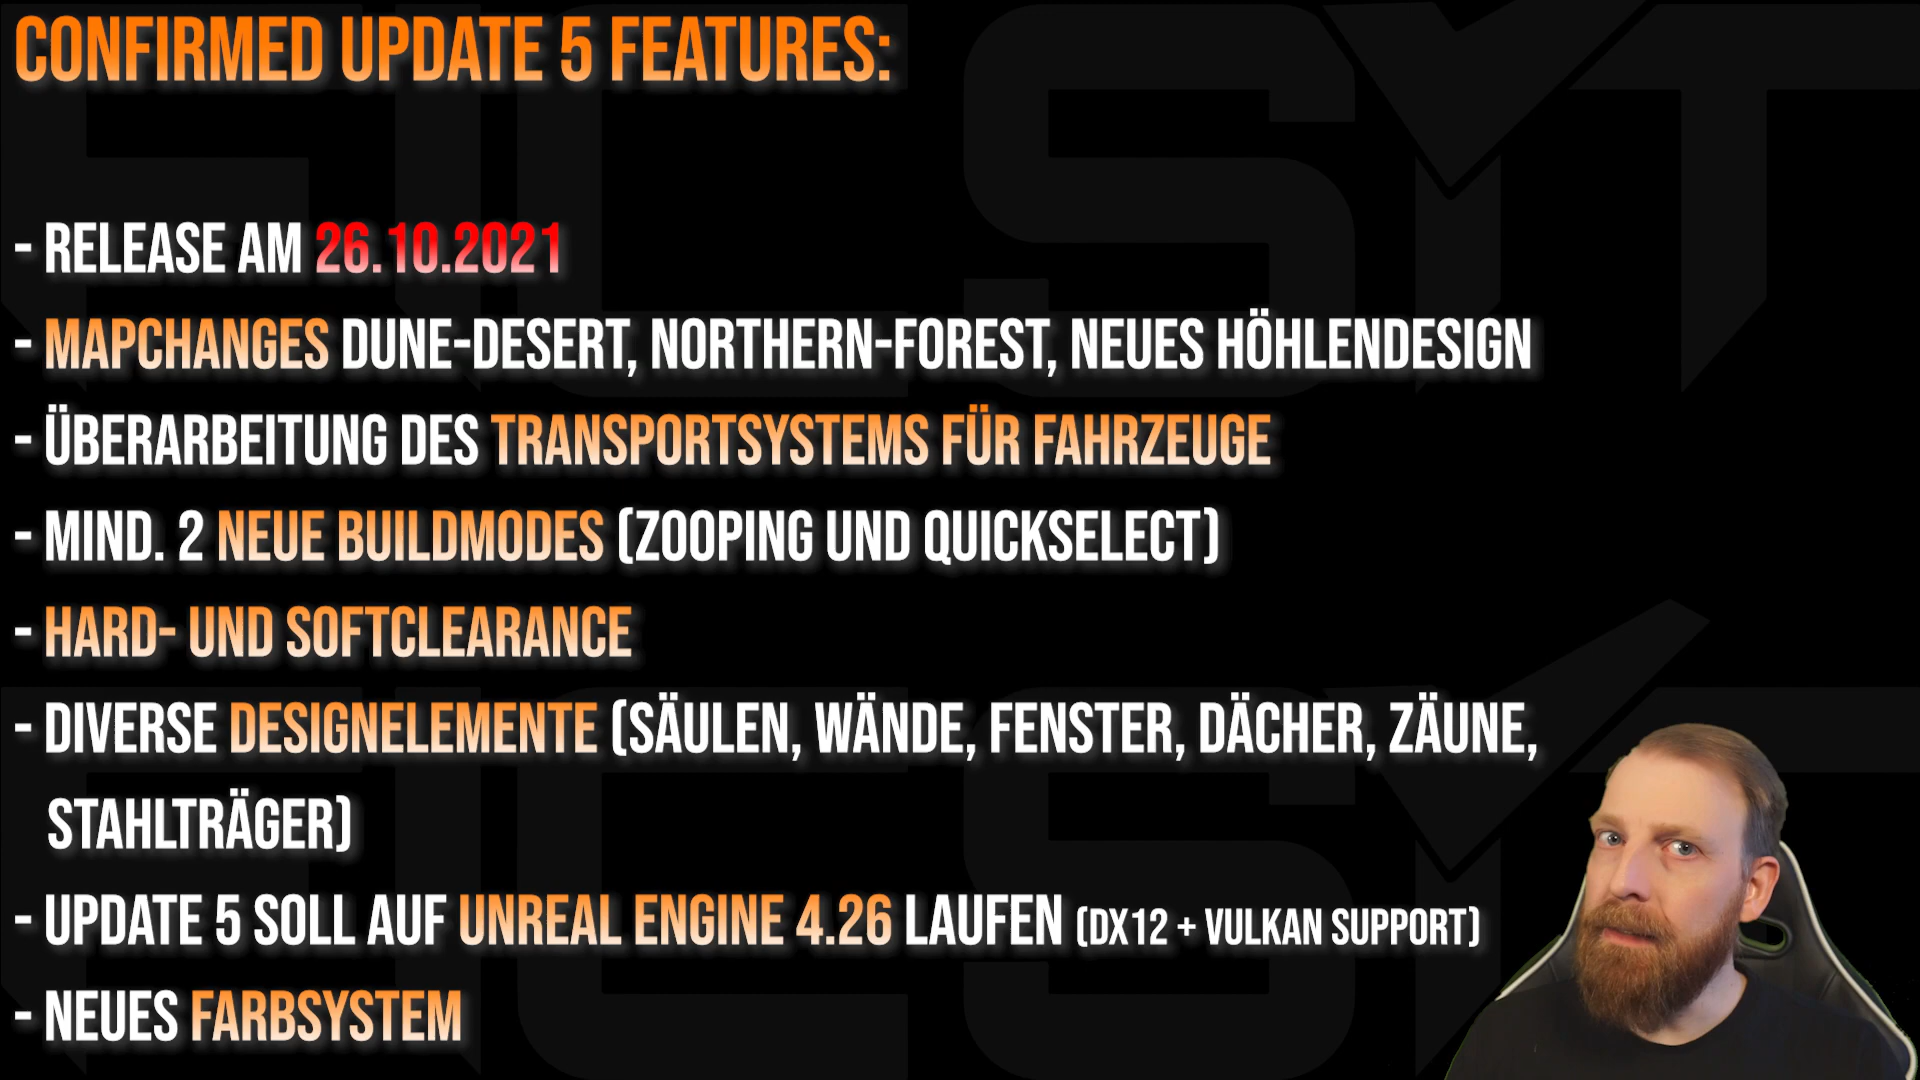 CONFIRMED UPDATE 5 FEATURES:
- RELEASE AM 26.10.2021
- MAPCHANGES DUNE-DESERT, NORTHERN-FOREST, NEUES HÖHLENDESIGN
- ÜBERARBEITUNG DES TRANSPORTSYSTEMS FÜR FAHRZEUGE
- MIND. 2 NEUE BUILDMODES (ZOOPING UND QUICKSELECT)
- HARD- UND SOFTCLEARANCE
- DIVERSE DESIGNELEMENTE (SÄULEN, WÄNDE, FENSTER, DÄCHER, ZÄUNE,
STAHLTRÄGER)
- UPDATE 5 SOLL AUF UNREAL ENGINE 4.26 LAUFEN (DX12 + VULKAN SUPPORT)
- NEUES FARBSYSTEM
FICSIT
FICSIT